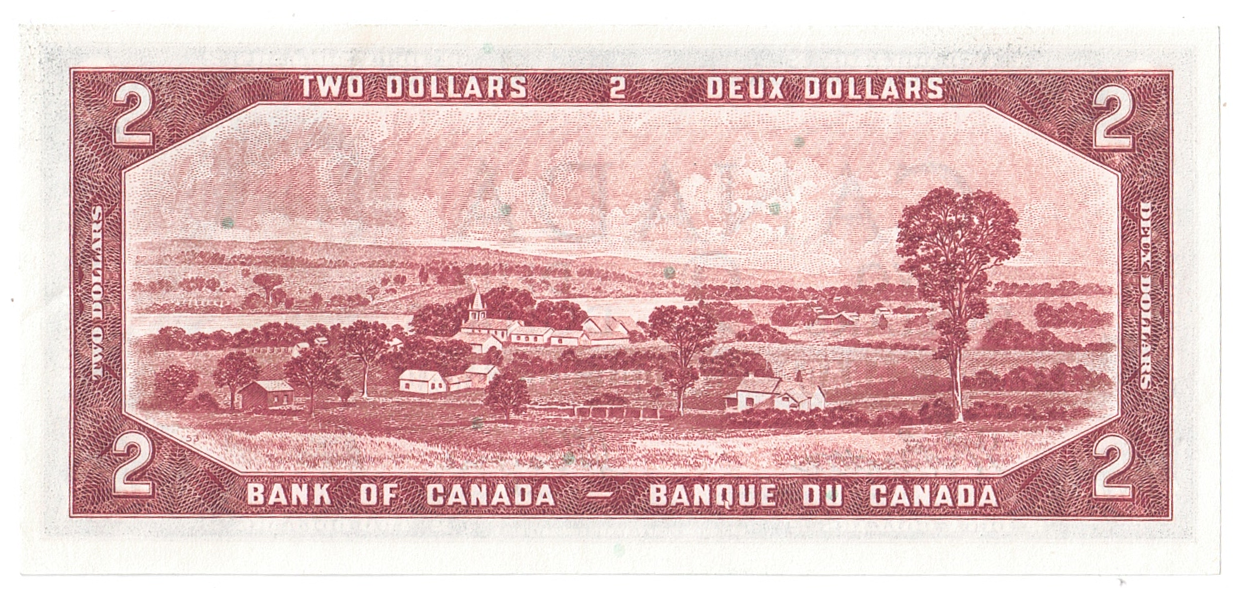 TWO DOLLARS 2 DEUX DOLLARS
2
2
TWO DOLLARS
DEUX DOLLARS
2
2
BANK OF CANADA – BANQUE DU CANADA